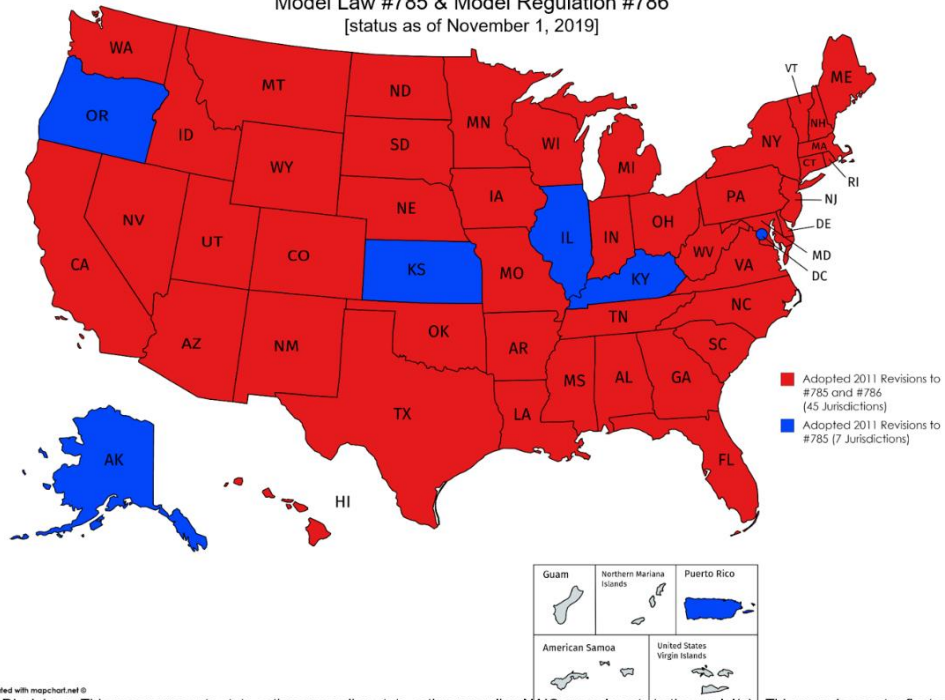 Model Law #785 & Model Regulation #786
[status as of November 1, 2019]
WA
MT
ND
MN
VT
ME
OR
ID
SD
WI
NH
NY
MA
WY
MI
CT
RI
IA
PA
NJ
NE
NV
OH
DE
IL
IN
UT
MD
CO
WV
CA
KS
MO
VA
DC
KY
NC
TN
OK
AZ
NM
AR
SC
MS
AL
GA
Adopted 2011 Revisions to
#785 and #786
(45 Jurisdictions)
TX
LA
Adopted 2011 Revisions to
#785 (7 Jurisdictions)
AK
FL
HI
Guam
Northern Mariana
Islands
Puerto Rico
American Samoa
United States
Virgin Islands
ted with mapchart.net ©